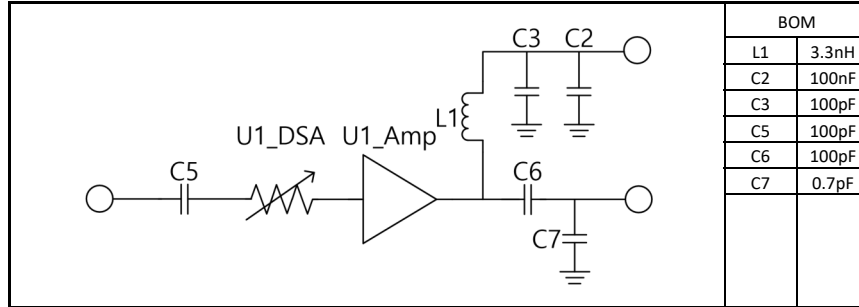 C3 C2
L1
U1_DSA U1_Amp
C5
C6
C7
BOM
L1 3.3nH
C2 100nF
C3 100pF
C5 100pF
C6 100pF
C7 0.7pF